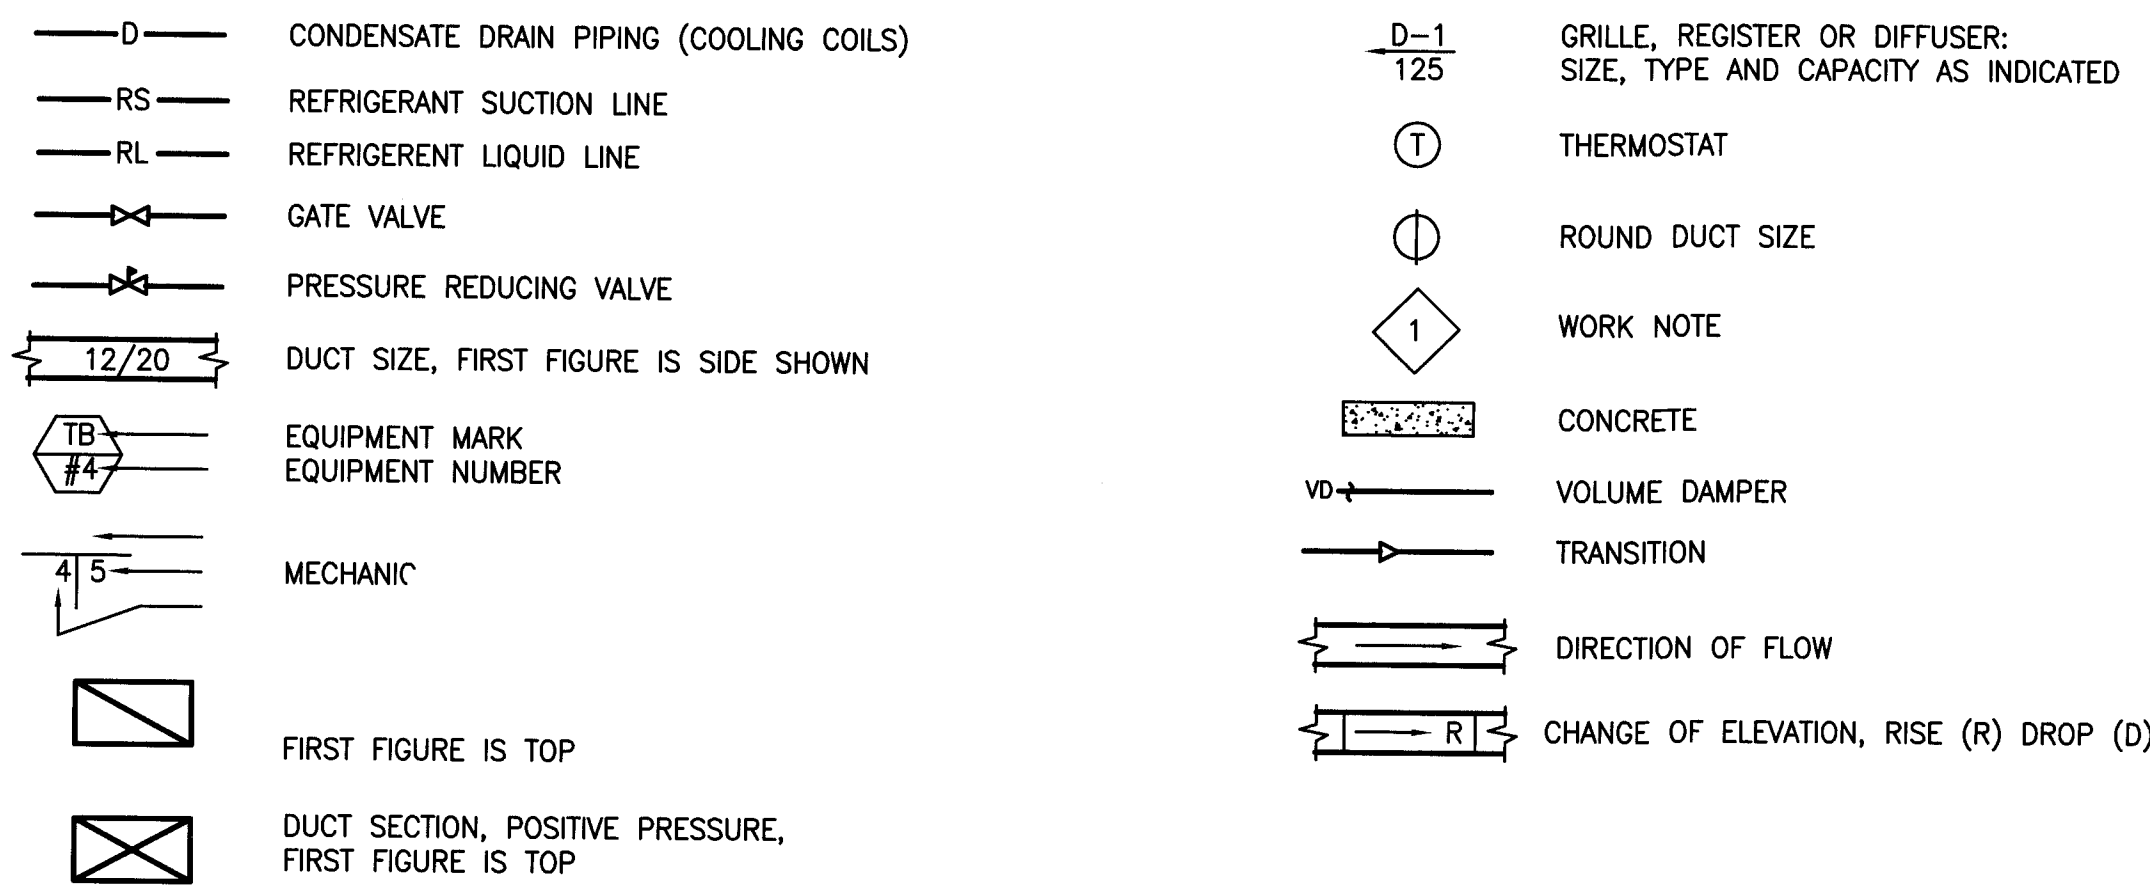 D CONDENSATE DRAIN PIPING (COOLING COILS)
RS REFRIGERANT SUCTION LINE
RL REFRIGERENT LIQUID LINE
GATE VALVE
PRESSURE REDUCING VALVE
12/20 DUCT SIZE, FIRST FIGURE IS SIDE SHOWN
TB EQUIPMENT MARK
#4 EQUIPMENT NUMBER
4 5
FIRST FIGURE IS TOP
DUCT SECTION, POSITIVE PRESSURE,
FIRST FIGURE IS TOP
D-1 GRILLE, REGISTER OR DIFFUSER:
125 SIZE, TYPE AND CAPACITY AS INDICATED
T THERMOSTAT
ROUND DUCT SIZE
1 WORK NOTE
CONCRETE
VD VOLUME DAMPER
TRANSITION
DIRECTION OF FLOW
R CHANGE OF ELEVATION, RISE (R) DROP (D)